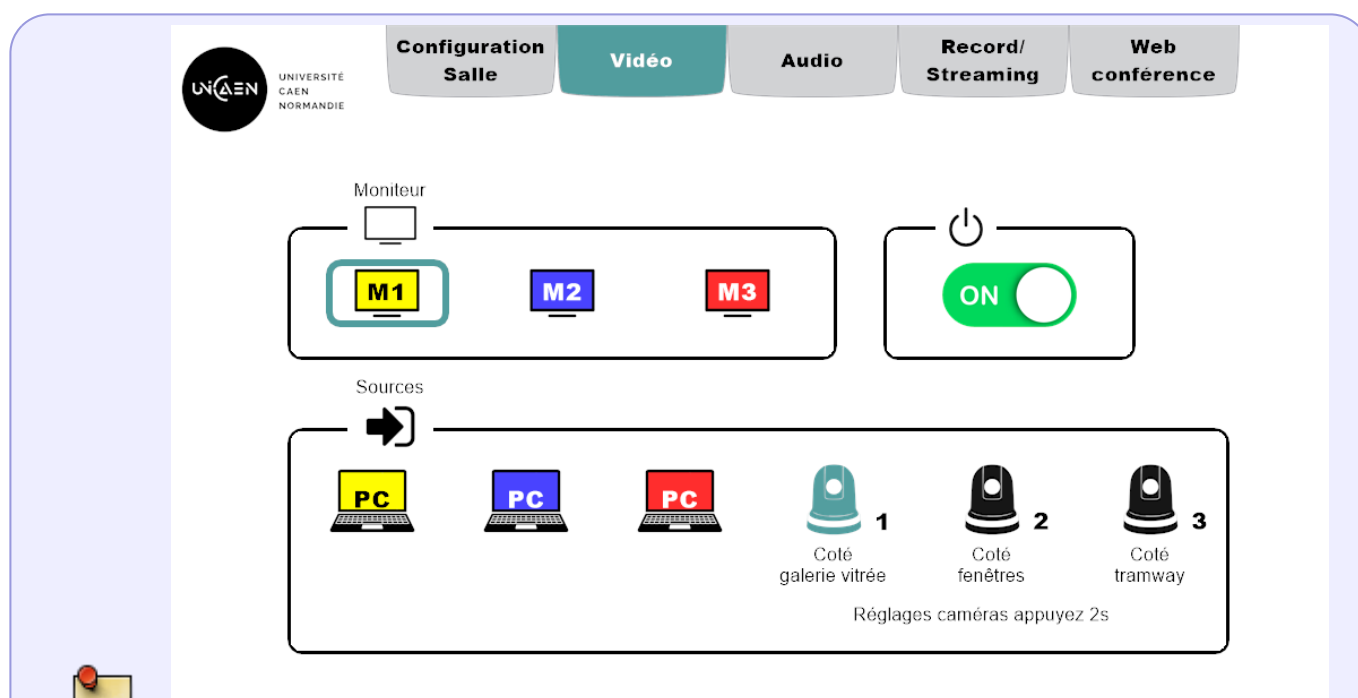 Configuration
Salle
Vidéo
Audio
Record/
Streaming
Web
conférence
UNICAEN
UNIVERSITÉ
CAEN
NORMANDIE
Moniteur
M1
M2
M3
ON
Sources
PC
PC
PC
1
2
3
Coté
galerie vitrée
Coté
fenêtres
Coté
tramway
Réglages caméras appuyez 2s